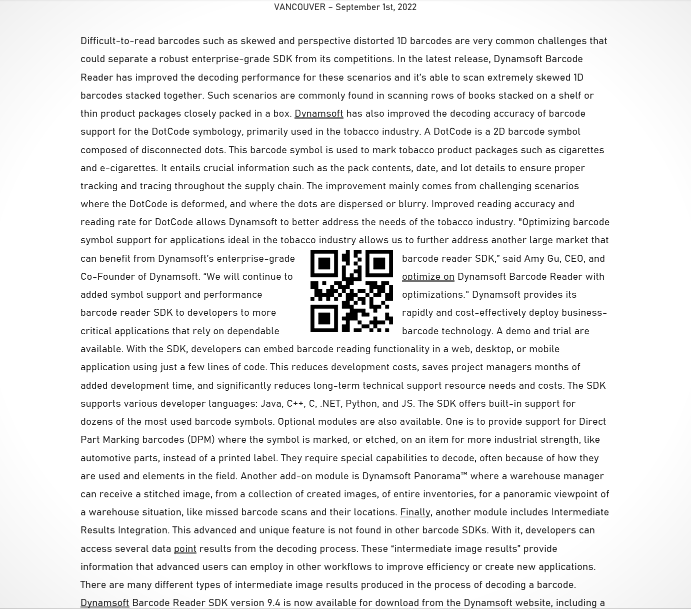 VANCOUVER – September 1st, 2022
Difficult-to-read barcodes such as skewed and perspective distorted 1D barcodes are very common challenges that
could separate a robust enterprise-grade SDK from its competitions. In the latest release, Dynamsoft Barcode
Reader has improved the decoding performance for these scenarios and it's able to scan extremely skewed 1D
barcodes stacked together. Such scenarios are commonly found in scanning rows of books stacked on a shelf or
thin product packages closely packed in a box. Dynamsoft has also improved the decoding accuracy of barcode
support for the DotCode symbology, primarily used in the tobacco industry. A DotCode is a 2D barcode symbol
composed of disconnected dots. This barcode symbol is used to mark tobacco product packages such as cigarettes
and e-cigarettes. It entails crucial information such as the pack contents, date, and lot details to ensure proper
tracking and tracing throughout the supply chain. The improvement mainly comes from challenging scenarios
where the DotCode is deformed, and where the dots are dispersed or blurry. Improved reading accuracy and
reading rate for DotCode allows Dynamsoft to better address the needs of the tobacco industry. "Optimizing barcode
symbol support for applications ideal in the tobacco industry allows us to further address another large market that
can benefit from Dynamsoft's enterprise-grade barcode reader SDK," said Amy Gu, CEO, and
Co-Founder of Dynamsoft. "We will continue to optimize on Dynamsoft Barcode Reader with
added symbol support and performance optimizations." Dynamsoft provides its
barcode reader SDK to developers to more rapidly and cost-effectively deploy business-
critical applications that rely on dependable barcode technology. A demo and trial are
available. With the SDK, developers can embed barcode reading functionality in a web, desktop, or mobile
application using just a few lines of code. This reduces development costs, saves project managers months of
added development time, and significantly reduces long-term technical support resource needs and costs. The SDK
supports various developer languages: Java, C++, C, .NET, Python, and JS. The SDK offers built-in support for
dozens of the most used barcode symbols. Optional modules are also available. One is to provide support for Direct
Part Marking barcodes (DPM) where the symbol is marked, or etched, on an item for more industrial strength, like
automotive parts, instead of a printed label. They require special capabilities to decode, often because of how they
are used and elements in the field. Another add-on module is Dynamsoft Panorama™ where a warehouse manager
can receive a stitched image, from a collection of created images, of entire inventories, for a panoramic viewpoint of
a warehouse situation, like missed barcode scans and their locations. Finally, another module includes Intermediate
Results Integration. This advanced and unique feature is not found in other barcode SDKs. With it, developers can
access several data point results from the decoding process. These "intermediate image results" provide
information that advanced users can employ in other workflows to improve efficiency or create new applications.
There are many different types of intermediate image results produced in the process of decoding a barcode.
Dynamsoft Barcode Reader SDK version 9.4 is now available for download from the Dynamsoft website, including a